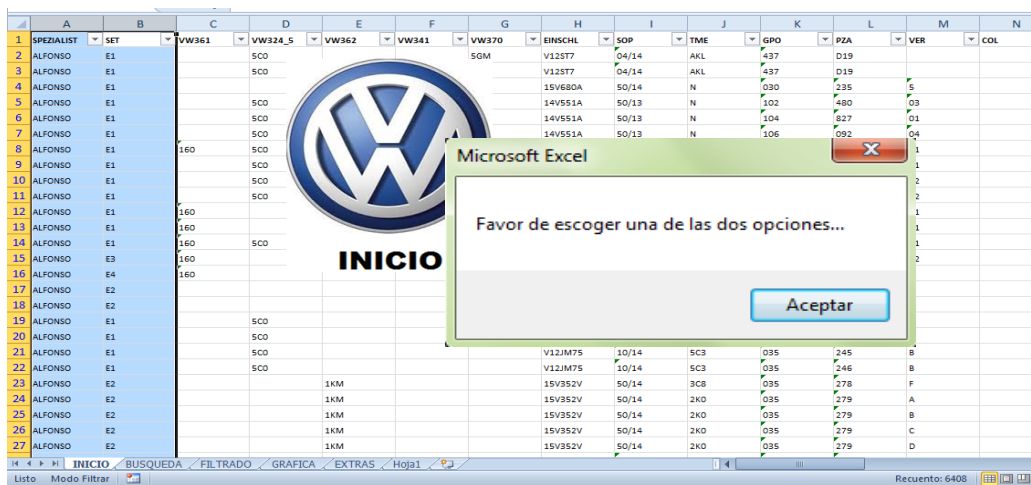 A B C D E F G H I J K L M N
1 SPEZIALIST SET VW361 VW324_5 VW362 VW341 VW370 EINSCHL SOP TME GPO PZA VER COL
2 ALFONSO E1 5C0 5GM V12ST7 04/14 AKL 437 D19
3 ALFONSO E1 5C0 V12ST7 04/14 AKL 437 D19
4 ALFONSO E1 15V680A 50/14 N 030 235 5
5 ALFONSO E1 5C0 14V551A 50/13 N 102 480 03
6 ALFONSO E1 5C0 14V551A 50/13 N 104 827 01
7 ALFONSO E1 5C0 14V551A 50/13 N 106 092 04
8 ALFONSO E1 160 5C0
9 ALFONSO E1 5C0
10 ALFONSO E1 5C0
11 ALFONSO E1 5C0
12 ALFONSO E1 160
13 ALFONSO E1 160
14 ALFONSO E1 160 5C0
15 ALFONSO E3 160
16 ALFONSO E4 160
17 ALFONSO E2
18 ALFONSO E2
19 ALFONSO E1 5C0
20 ALFONSO E1 5C0
21 ALFONSO E1 5C0 V12JM75 10/14 5C3 035 245 B
22 ALFONSO E1 5C0 V12JM75 10/14 5C3 035 246 B
23 ALFONSO E2 1KM 15V352V 50/14 3C8 035 278 F
24 ALFONSO E2 1KM 15V352V 50/14 2K0 035 279 A
25 ALFONSO E2 1KM 15V352V 50/14 2K0 035 279 B
26 ALFONSO E2 1KM 15V352V 50/14 2K0 035 279 C
27 ALFONSO E2 1KM 15V352V 50/14 2K0 035 279 D
INICIO
Microsoft Excel
Favor de escoger una de las dos opciones...
Aceptar
INICIO BUSQUEDA FILTRADO GRAFICA EXTRAS Hoja1
Listo Modo Filtrar Recuento: 6408